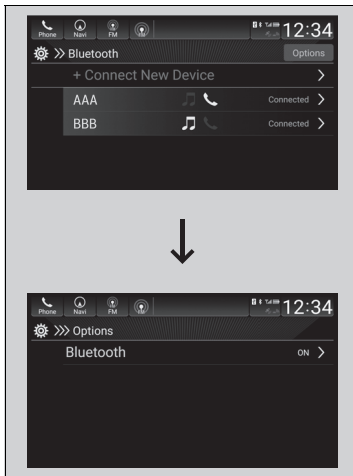 Phone Navi FM 12:34
Bluetooth Options
+ Connect New Device
AAA Connected
BBB Connected
Phone Navi FM 12:34
Options
Bluetooth ON